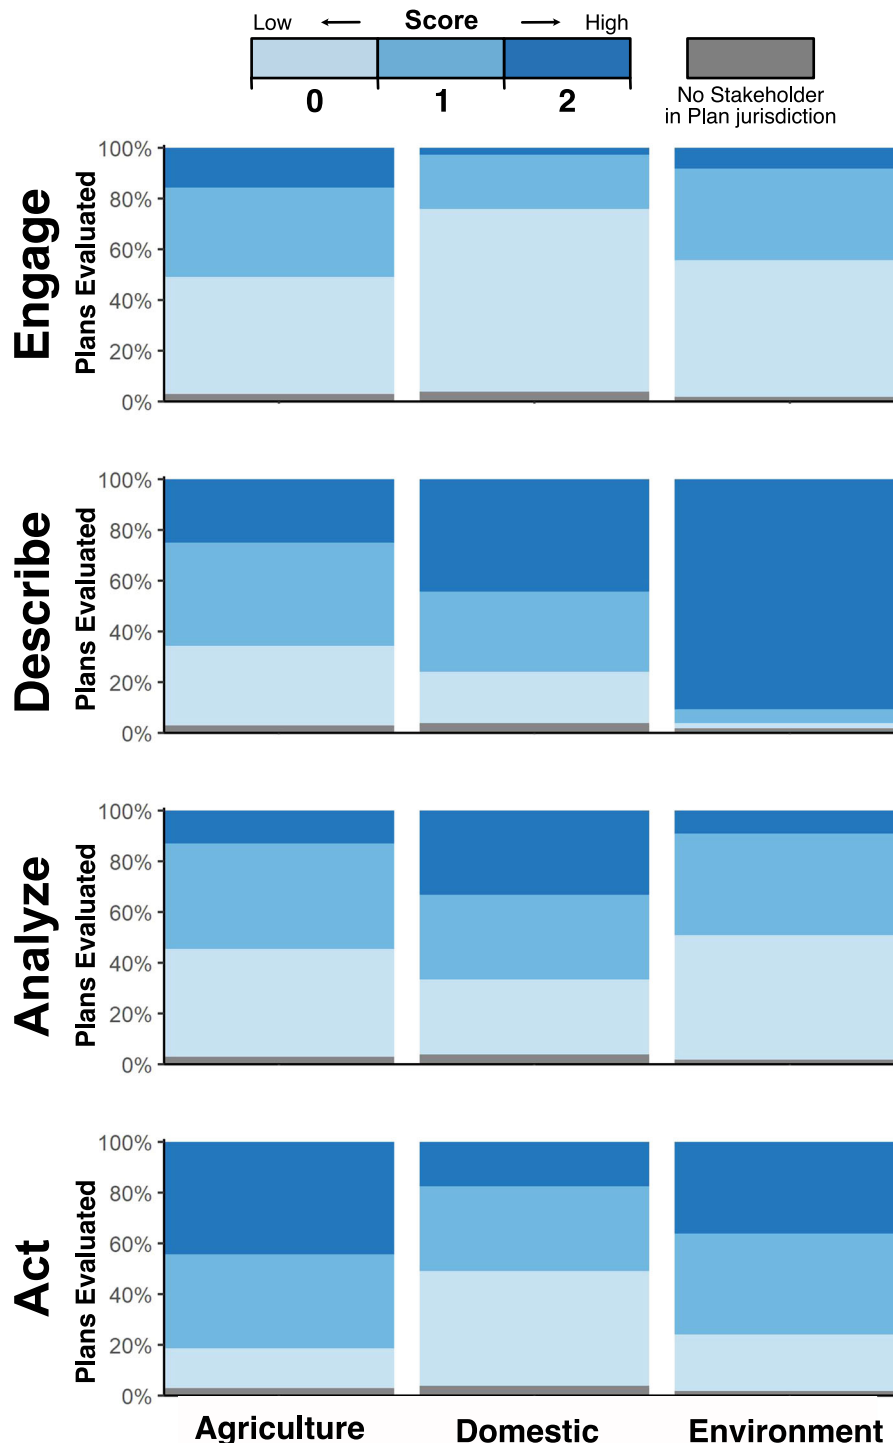 Low Score High
0 1 2
No Stakeholder
in Plan jurisdiction
Engage
Plans Evaluated
100%
80%
60%
40%
20%
0%
Describe
Plans Evaluated
100%
80%
60%
40%
20%
0%
Analyze
Plans Evaluated
100%
80%
60%
40%
20%
0%
Act
Plans Evaluated
100%
80%
60%
40%
20%
0%
Agriculture Domestic Environment